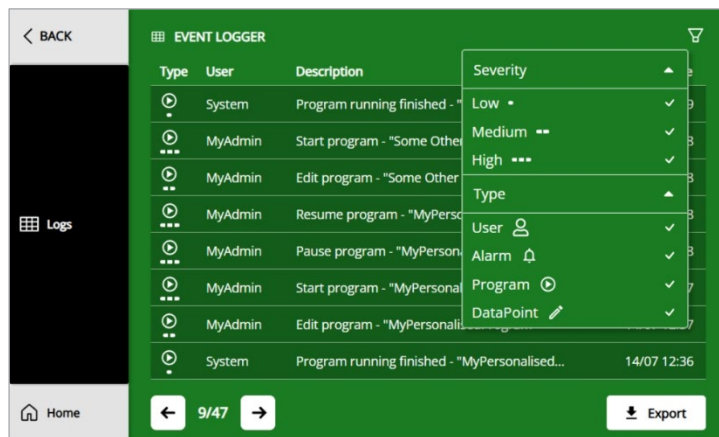 BACK
EVENT LOGGER
Type User Description
System Program running finished - "
MyAdmin Start program - "Some Other
MyAdmin Edit program - "Some Other
MyAdmin Resume program - "MyPerso
MyAdmin Pause program - "MyPerson
MyAdmin Start program - "MyPersonal
MyAdmin Edit program -
System Program running finished - "MyPersonalised... 14/07 12:36
Severity
Low
Medium
High
Type
User
Alarm
Program
DataPoint
Logs
Home
9/47
Export